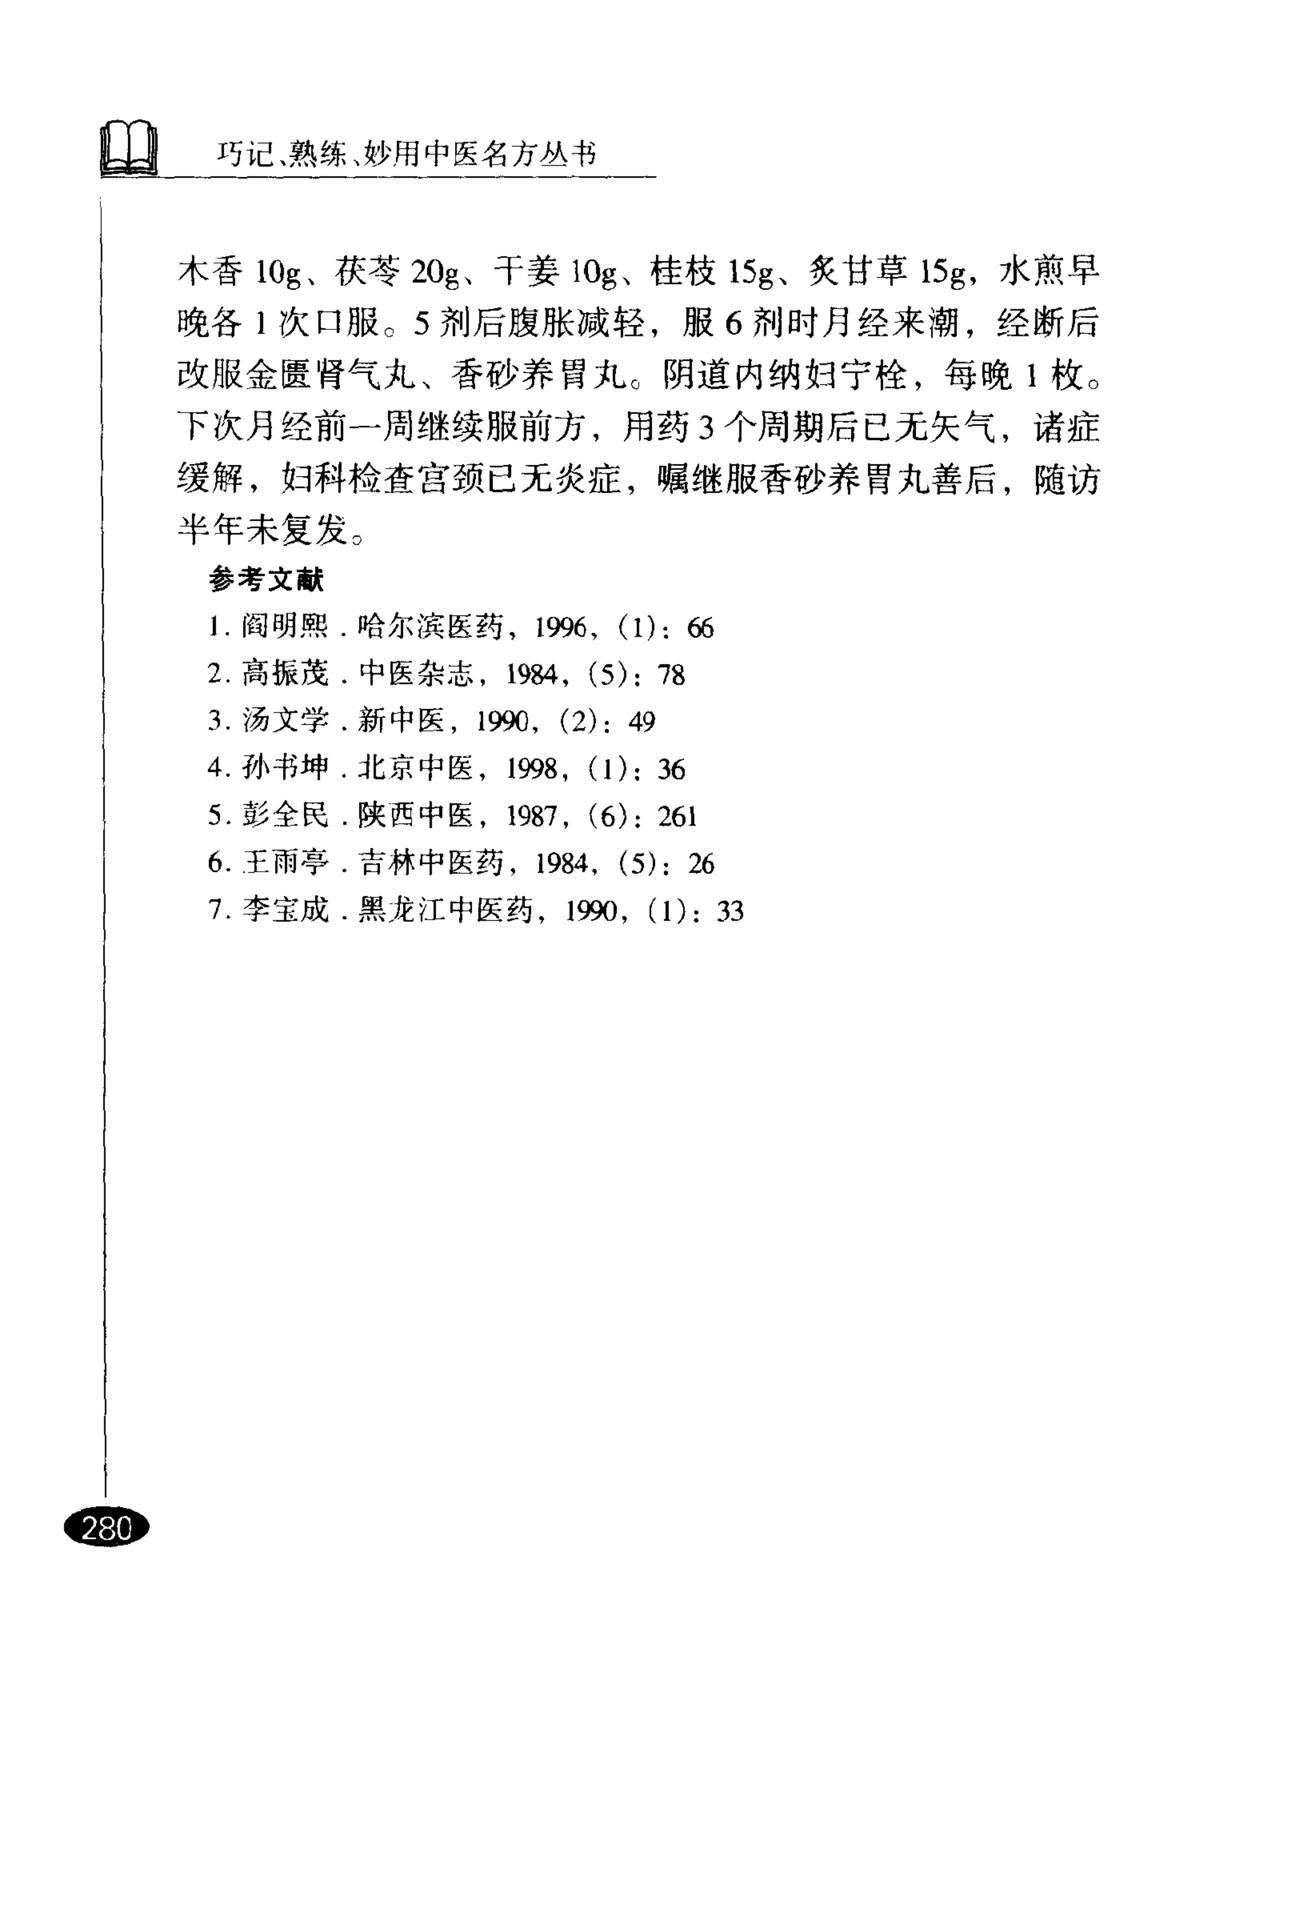 巧记、熟练、妙用中医名方丛书
木香 10g、茯苓 20g、干姜 10g、桂枝 15g、炙甘草 15g，水煎早
晚各 1 次口服。5 剂后腹胀减轻，服 6 剂时月经来潮，经断后
改服金匮肾气丸、香砂养胃丸。阴道内纳妇宁栓，每晚 1 枚。
下次月经前一周继续服前方，用药 3 个周期后已无矢气，诸症
缓解，妇科检查宫颈已无炎症，嘱继服香砂养胃丸善后，随访
半年未复发。
参考文献
1. 阎明熙．哈尔滨医药，1996，（1）：66
2. 高振茂．中医杂志，1984，（5）：78
3. 汤文学．新中医，1990，（2）：49
4. 孙书坤．北京中医，1998，（1）：36
5. 彭全民．陕西中医，1987，（6）：261
6. 王雨亭．吉林中医药，1984，（5）：26
7. 李宝成．黑龙江中医药，1990，（1）：33
280